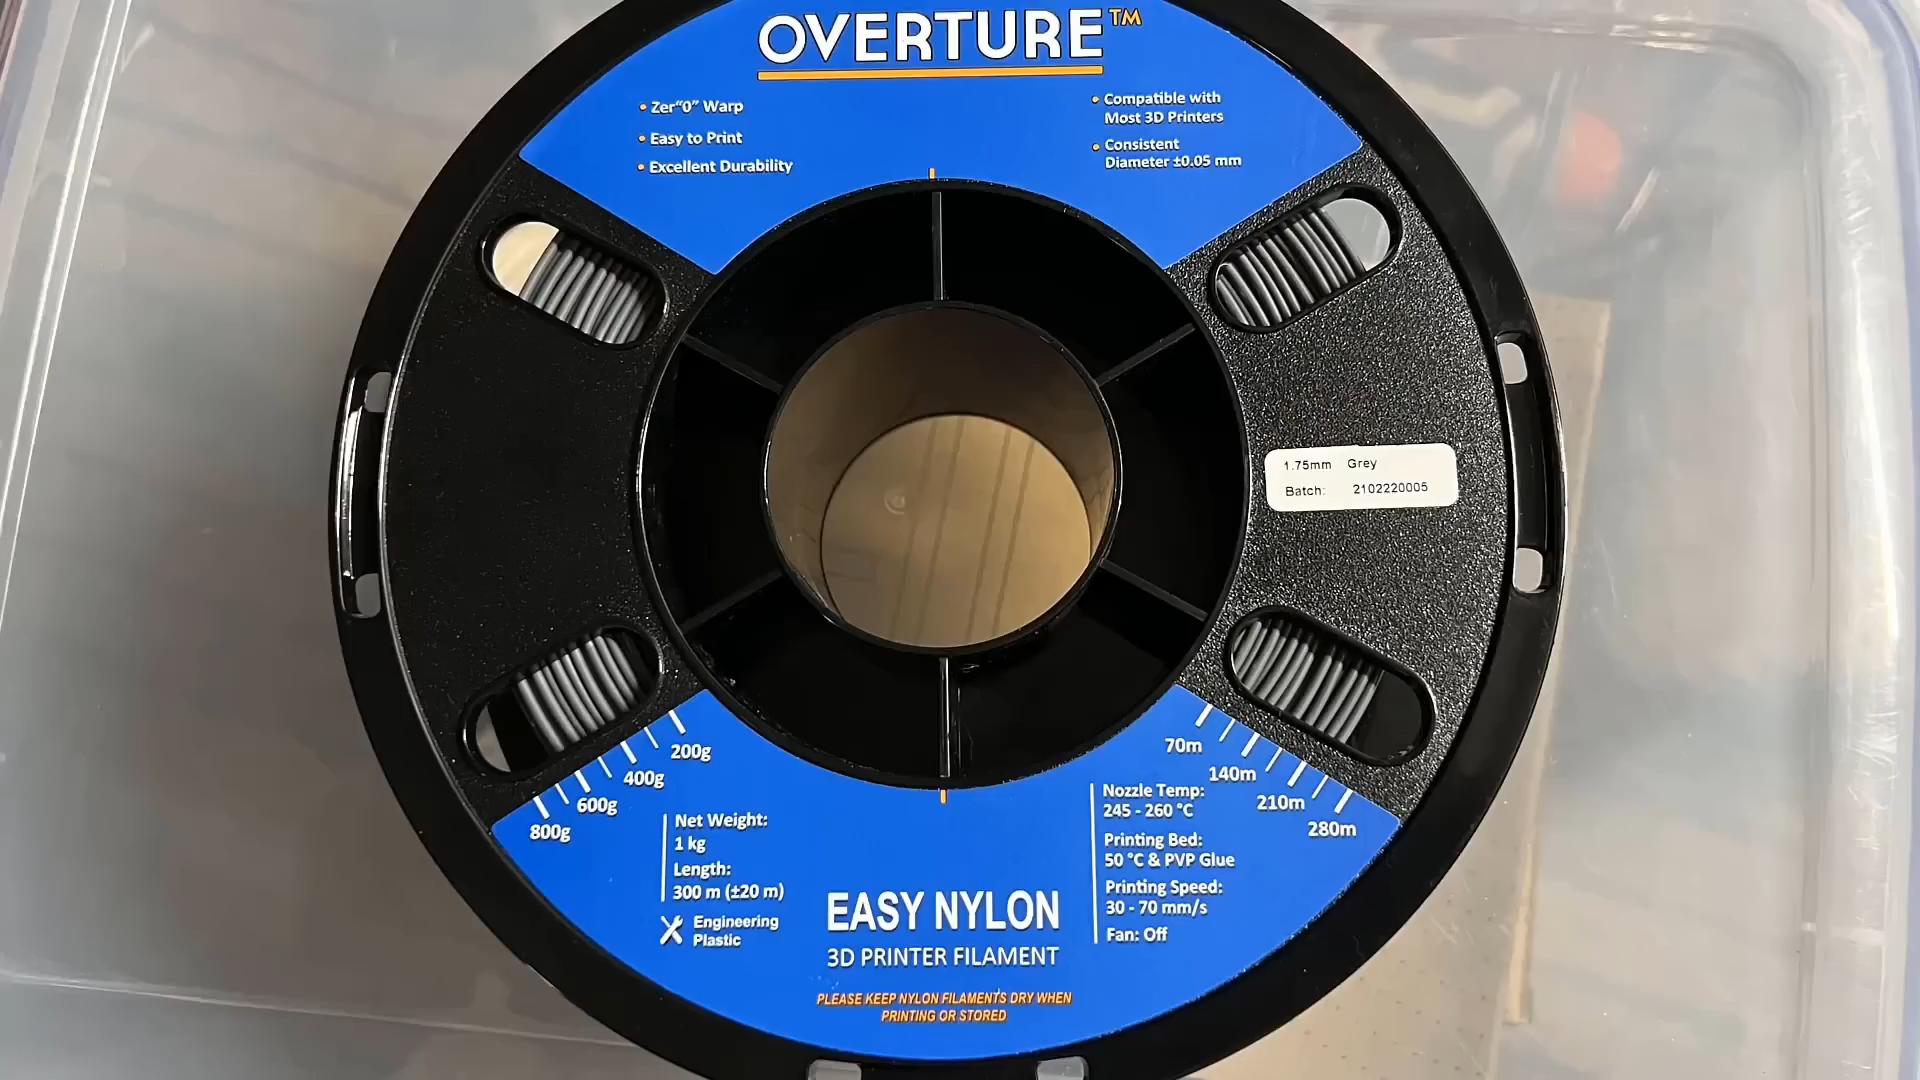 OVERTURE™
• Zer“0” Warp
• Easy to Print
• Excellent Durability
• Compatible with
Most 3D Printers
• Consistent
Diameter ±0.05 mm
1.75mm Grey
Batch: 2102220005
200g
400g
600g
800g
70m
140m
210m
280m
Net Weight:
1 kg
Length:
300 m (±20 m)
Engineering
Plastic
EASY NYLON
3D PRINTER FILAMENT
Nozzle Temp:
245 - 260 °C
Printing Bed:
50 °C & PVP Glue
Printing Speed:
30 - 70 mm/s
Fan: Off
PLEASE KEEP NYLON FILAMENTS DRY WHEN
PRINTING OR STORED